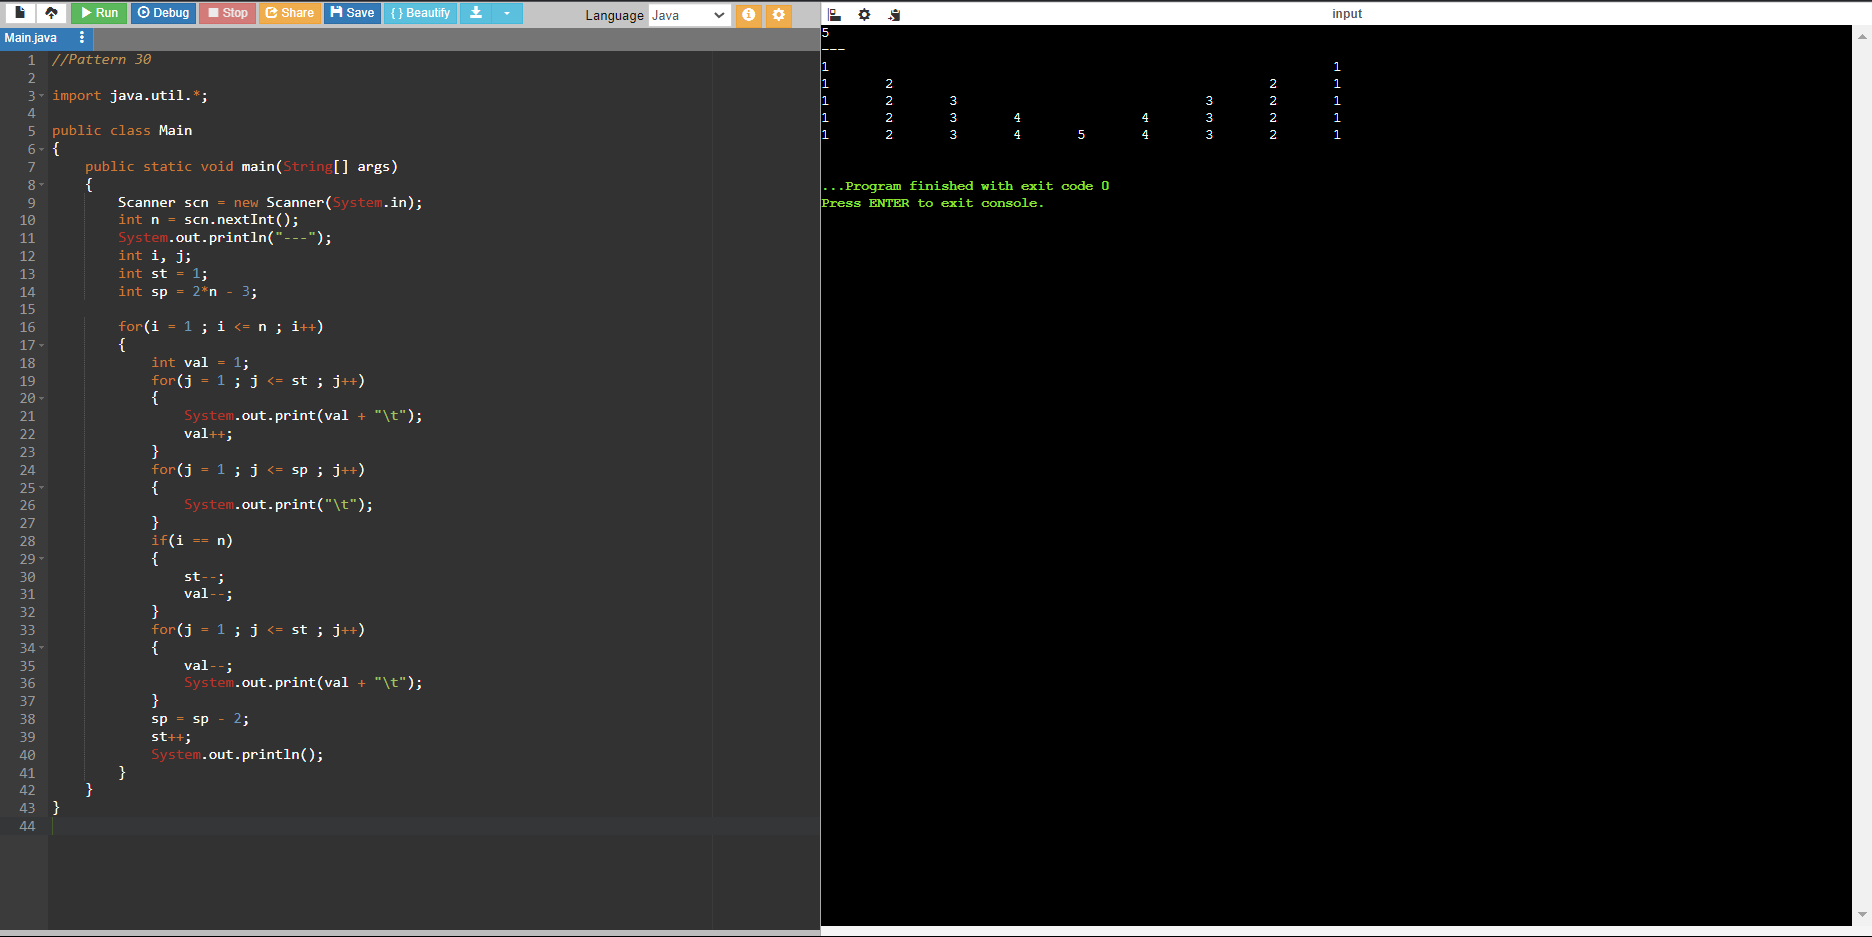 Run Debug Stop Share Save { } Beautify Language Java
Main.java
1 //Pattern 30
2
3 import java.util.*;
4
5 public class Main
6 {
7     public static void main(String[] args)
8     {
9         Scanner scn = new Scanner(System.in);
10         int n = scn.nextInt();
11         System.out.println("---");
12         int i, j;
13         int st = 1;
14         int sp = 2*n - 3;
15
16         for(i = 1 ; i <= n ; i++)
17         {
18             int val = 1;
19             for(j = 1 ; j <= st ; j++)
20             {
21                 System.out.print(val + "\t");
22                 val++;
23             }
24             for(j = 1 ; j <= sp ; j++)
25             {
26                 System.out.print("\t");
27             }
28             if(i == n)
29             {
30                 st--;
31                 val--;
32             }
33             for(j = 1 ; j <= st ; j++)
34             {
35                 val--;
36                 System.out.print(val + "\t");
37             }
38             sp = sp - 2;
39             st++;
40             System.out.println();
41         }
42     }
43 }
44
input
5
---
1 1
1 2 2 1
1 2 3 3 2 1
1 2 3 4 4 3 2 1
1 2 3 4 5 4 3 2 1
...Program finished with exit code 0
Press ENTER to exit console.